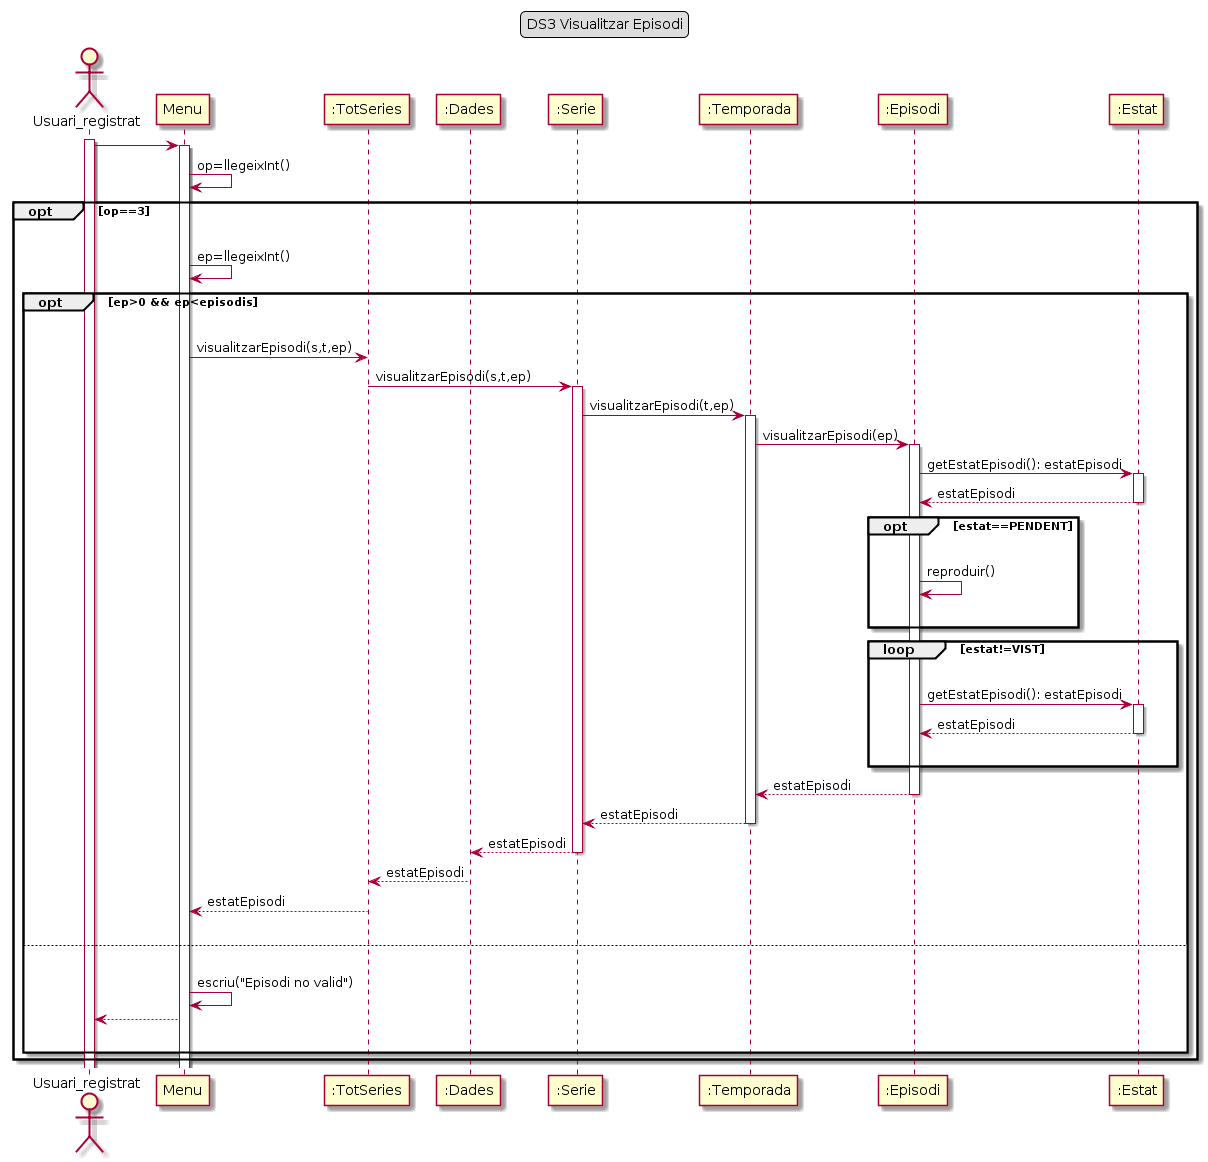 DS3 Visualitzar Episodi
Usuari_registrat
Menu
:TotSeries
:Dades
:Serie
:Temporada
:Episodi
:Estat
op=llegeixInt()
opt
[op==3]
ep=llegeixInt()
opt
[ep>0 && ep<episodis]
visualitzarEpisodi(s,t,ep)
visualitzarEpisodi(s,t,ep)
visualitzarEpisodi(t,ep)
visualitzarEpisodi(ep)
getEstatEpisodi(): estatEpisodi
estatEpisodi
opt
[estat==PENDENT]
reproduir()
loop
[estat!=VIST]
getEstatEpisodi(): estatEpisodi
estatEpisodi
estatEpisodi
estatEpisodi
estatEpisodi
estatEpisodi
estatEpisodi
escriu("Episodi no valid")
Usuari_registrat
Menu
:TotSeries
:Dades
:Serie
:Temporada
:Episodi
:Estat